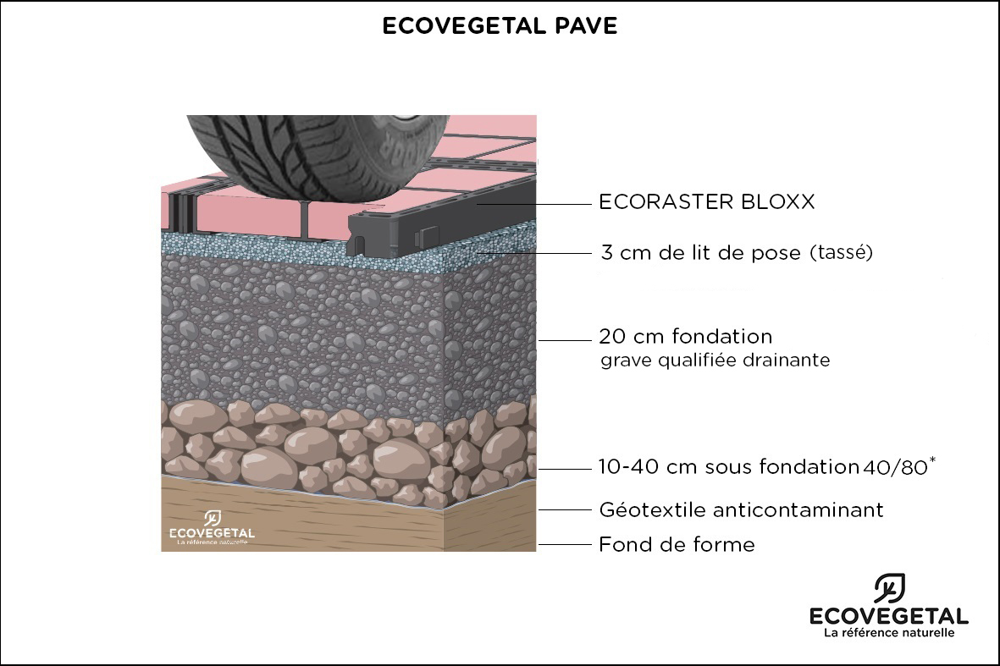 ECOVEGETAL PAVE
ECORASTER BLOXX
3 cm de lit de pose (tassé)
20 cm fondation
grave qualifiée drainante
10-40 cm sous fondation 40/80*
Géotextile anticontaminant
Fond de forme
ECOVEGETAL
La référence naturelle
ECOVEGETAL
La référence naturelle